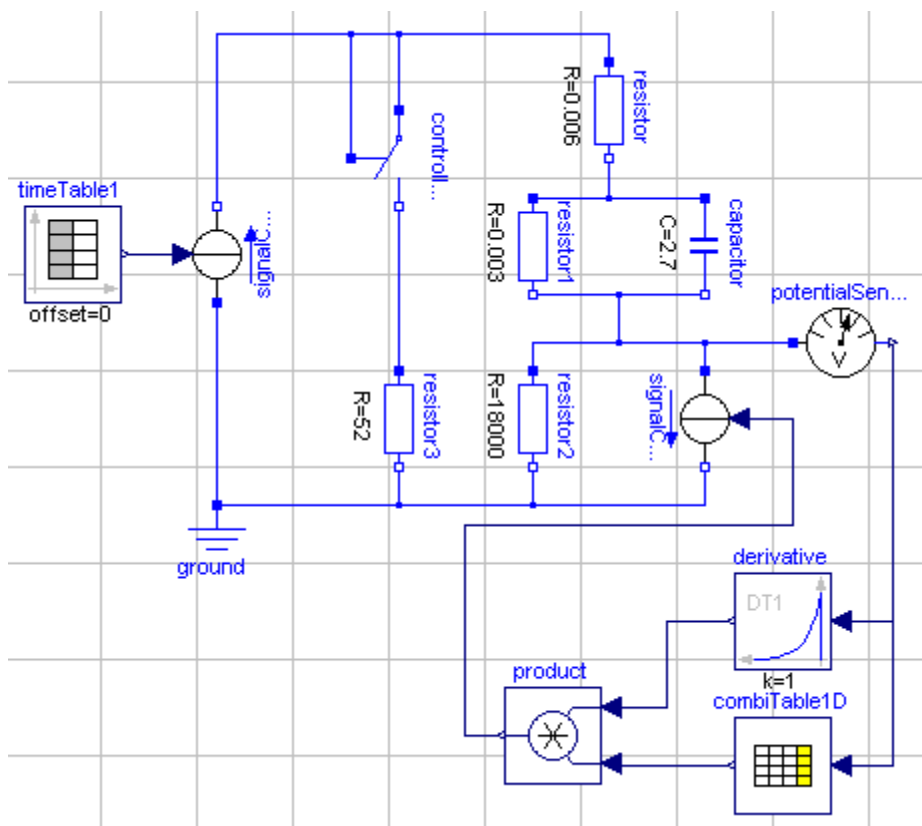 resistor
R=0.006
controll...
timeTable1
offset=0
signalC...
resistor1
R=0.003
capacitor
C=2.7
potentialSen...
V
resistor3
R=52
resistor2
R=18000
signalC...
ground
derivative
DT1
k=1
product
combiTable1D